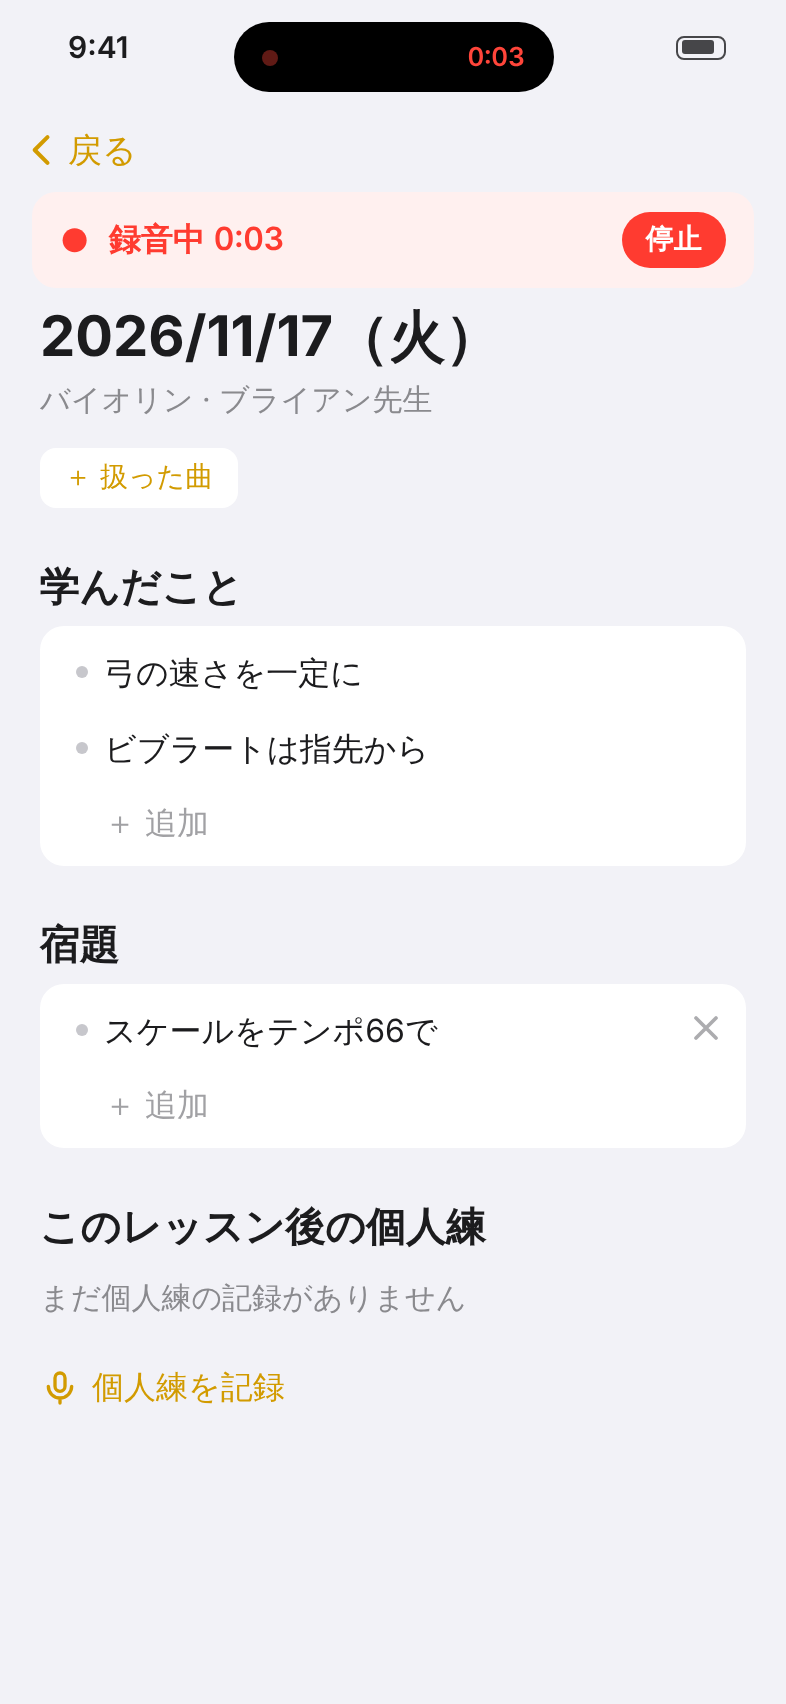 9:41
0:03
戻る
録音中 0:03
停止
2026/11/17（火）
バイオリン · ブライアン先生
＋ 扱った曲
学んだこと
弓の速さを一定に
ビブラートは指先から
＋ 追加
宿題
スケールをテンポ66で
＋ 追加
このレッスン後の個人練
まだ個人練の記録がありません
個人練を記録